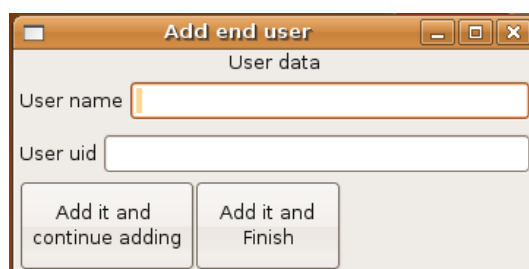 Add end user
User data
User name
User uid
Add it and
continue adding
Add it and
Finish